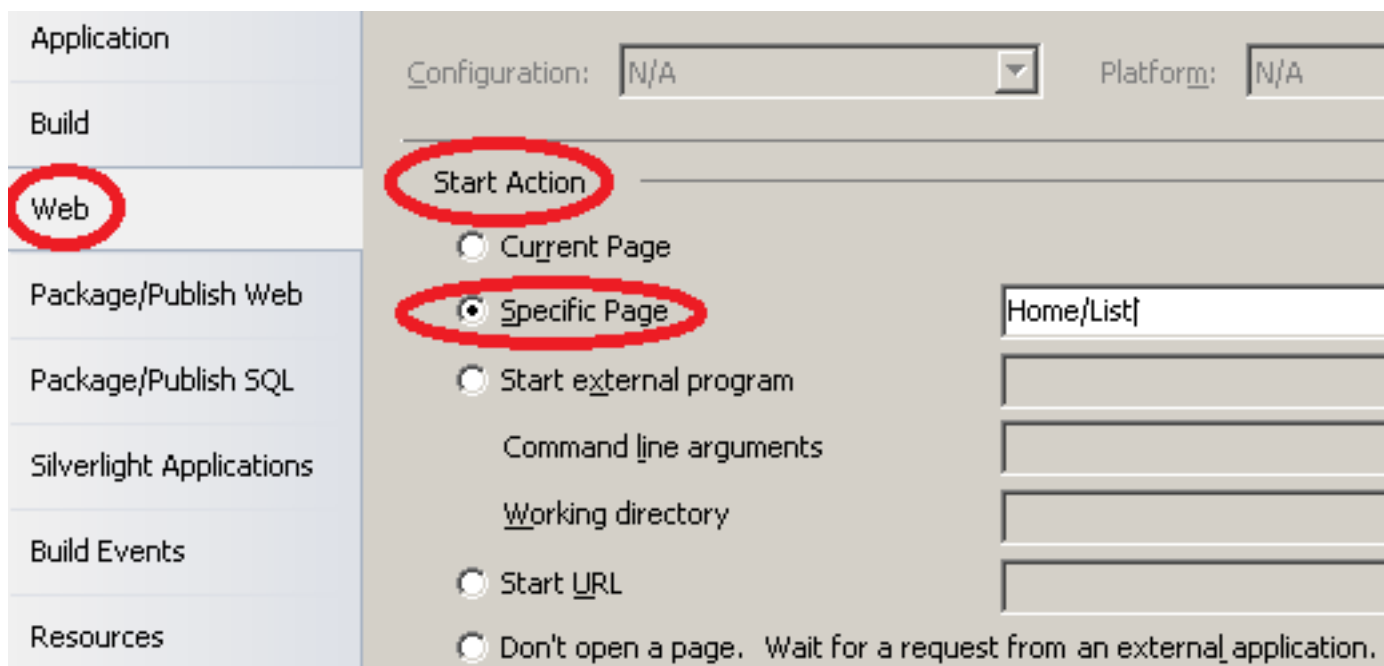 Application
Build
Web
Package/Publish Web
Package/Publish SQL
Silverlight Applications
Build Events
Resources
Configuration: N/A Platform: N/A
Start Action
Current Page
Specific Page Home/List
Start external program
Command line arguments
Working directory
Start URL
Don't open a page. Wait for a request from an external application.